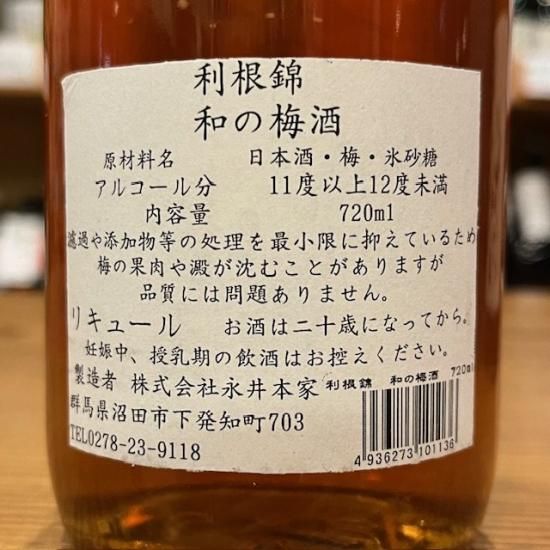 利根錦
和の梅酒
原材料名 日本酒・梅・氷砂糖
アルコール分 11度以上12度未満
内容量 720ml
濾過や添加物等の処理を最小限に抑えているため
梅の果肉や澱が沈むことがありますが
品質には問題ありません。
リキュール お酒は二十歳になってから。
妊娠中、授乳期の飲酒はお控えください。
製造者 株式会社永井本家
群馬県沼田市下発知町703
TEL0278-23-9118
利根錦 和の梅酒 720ml
4936273101136